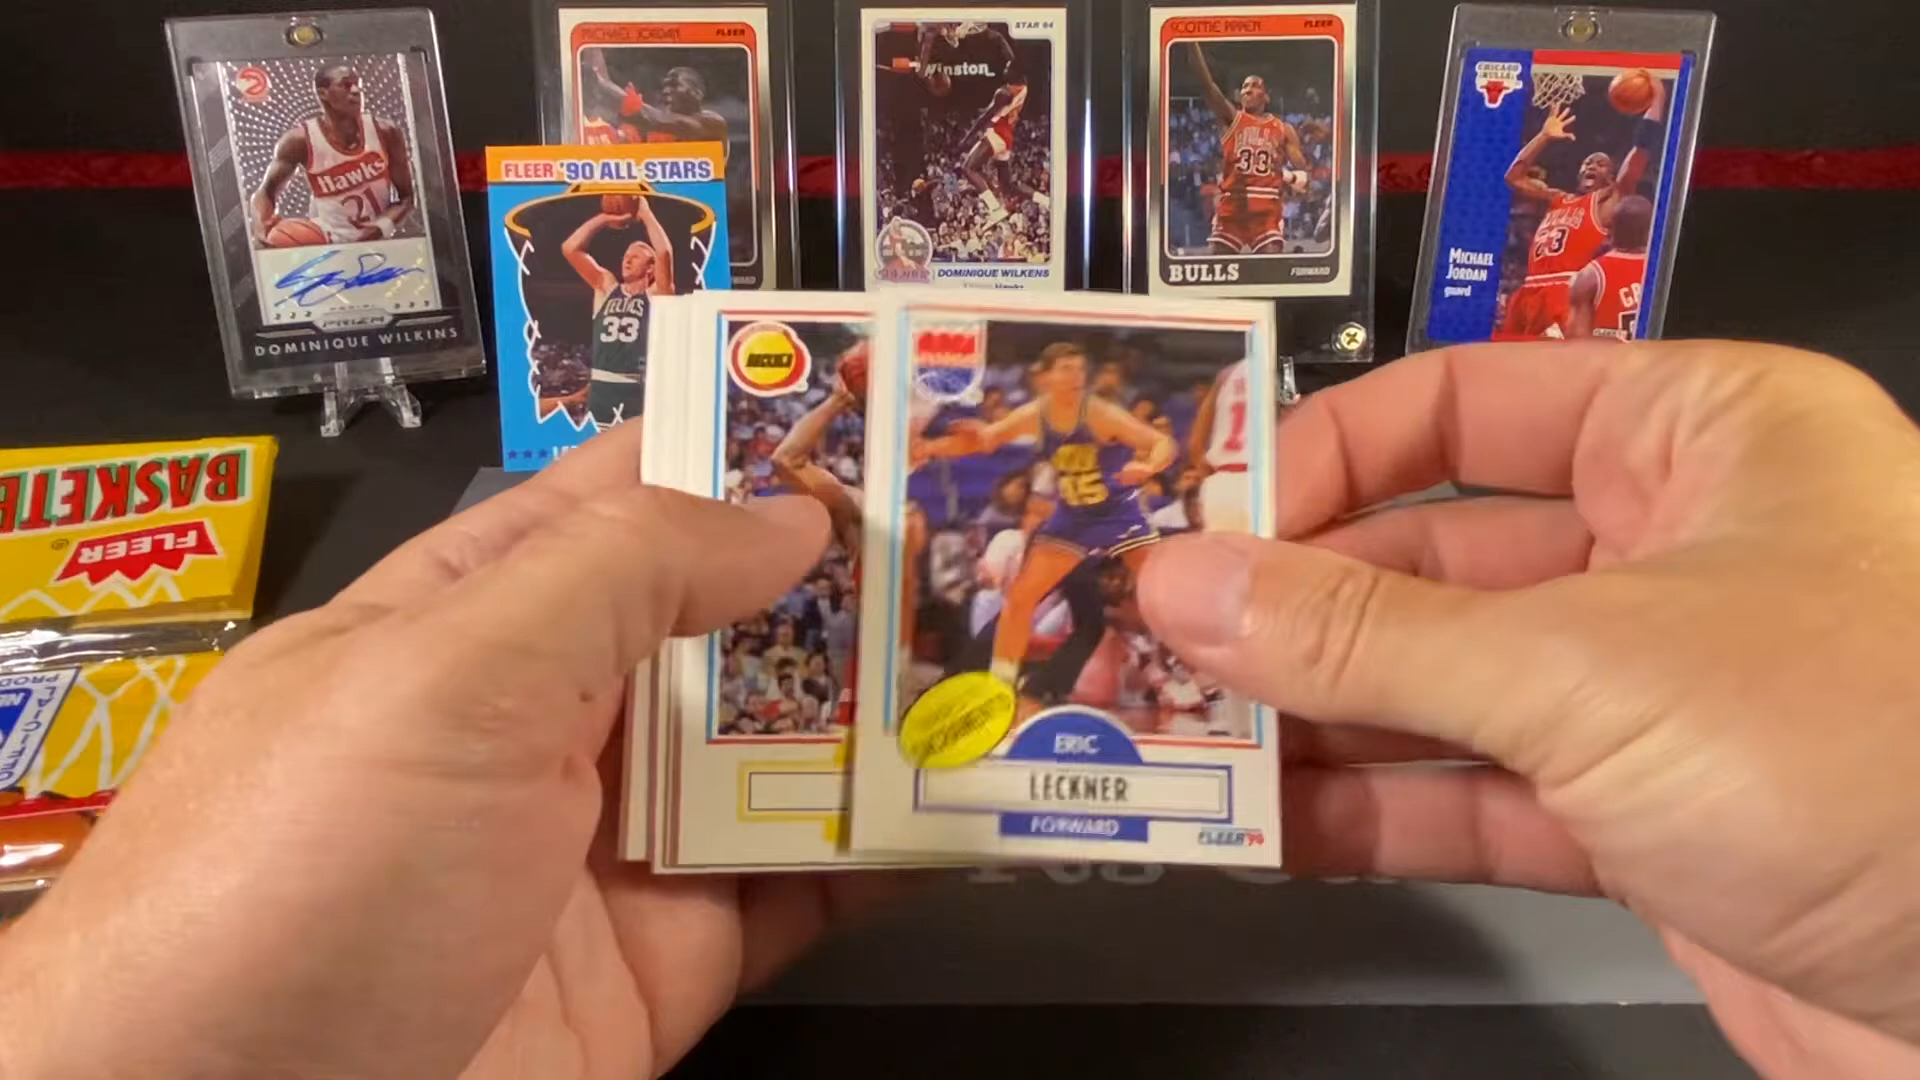 Hawks
21
PRIZM
DOMINIQUE WILKINS
MICHAEL JORDAN
FLEER
FLEER '90 ALL-STARS
CELTICS
33
STAR '84
Winston
DOMINIQUE WILKENS
SCOTTIE PIPPEN
FLEER
BULLS
33
BULLS
FORWARD
CHICAGO
BULLS
23
MICHAEL
JORDAN
guard
BASKETB
FLEER
45
ERIC
LECKNER
FORWARD
FLEER '90